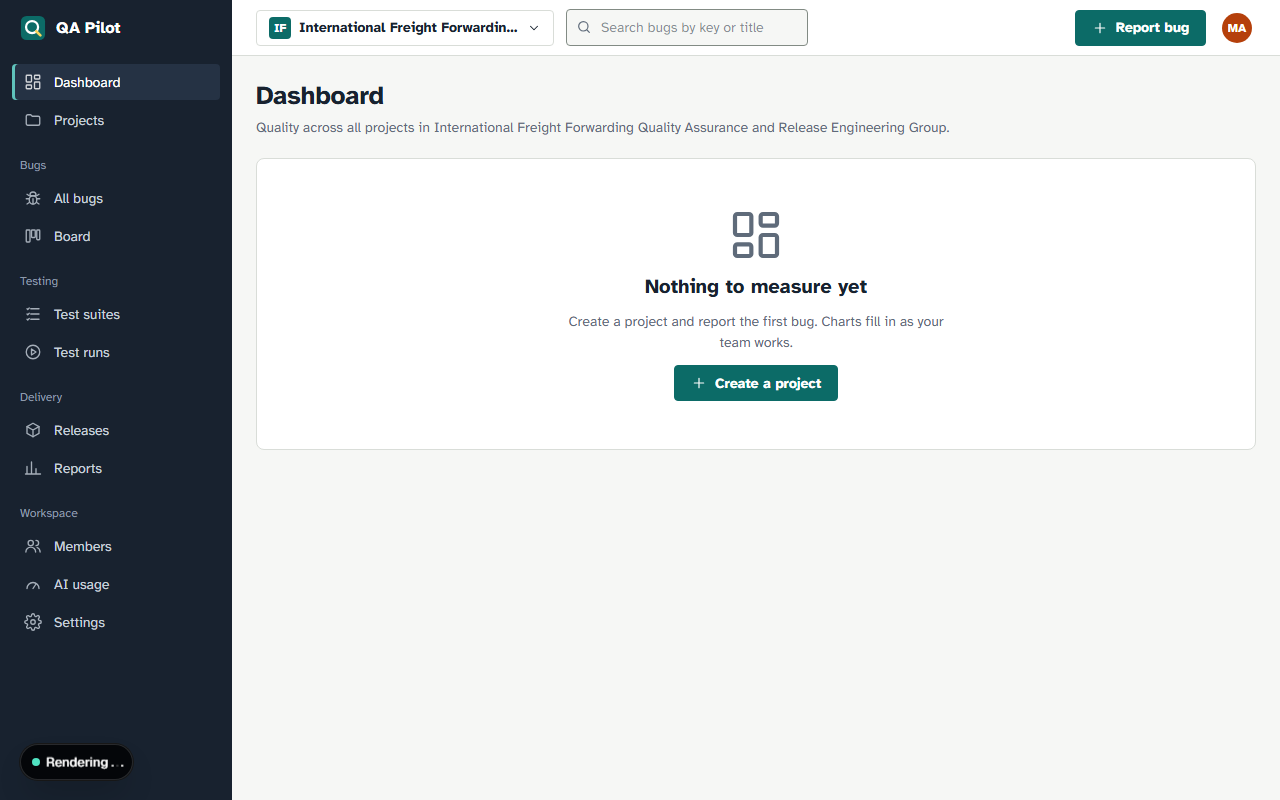 QA Pilot
Dashboard
Projects
Bugs
All bugs
Board
Testing
Test suites
Test runs
Delivery
Releases
Reports
Workspace
Members
AI usage
Settings
Rendering ...
IF International Freight Forwardin...
Search bugs by key or title
Report bug
MA
Dashboard
Quality across all projects in International Freight Forwarding Quality Assurance and Release Engineering Group.
Nothing to measure yet
Create a project and report the first bug. Charts fill in as your
team works.
Create a project